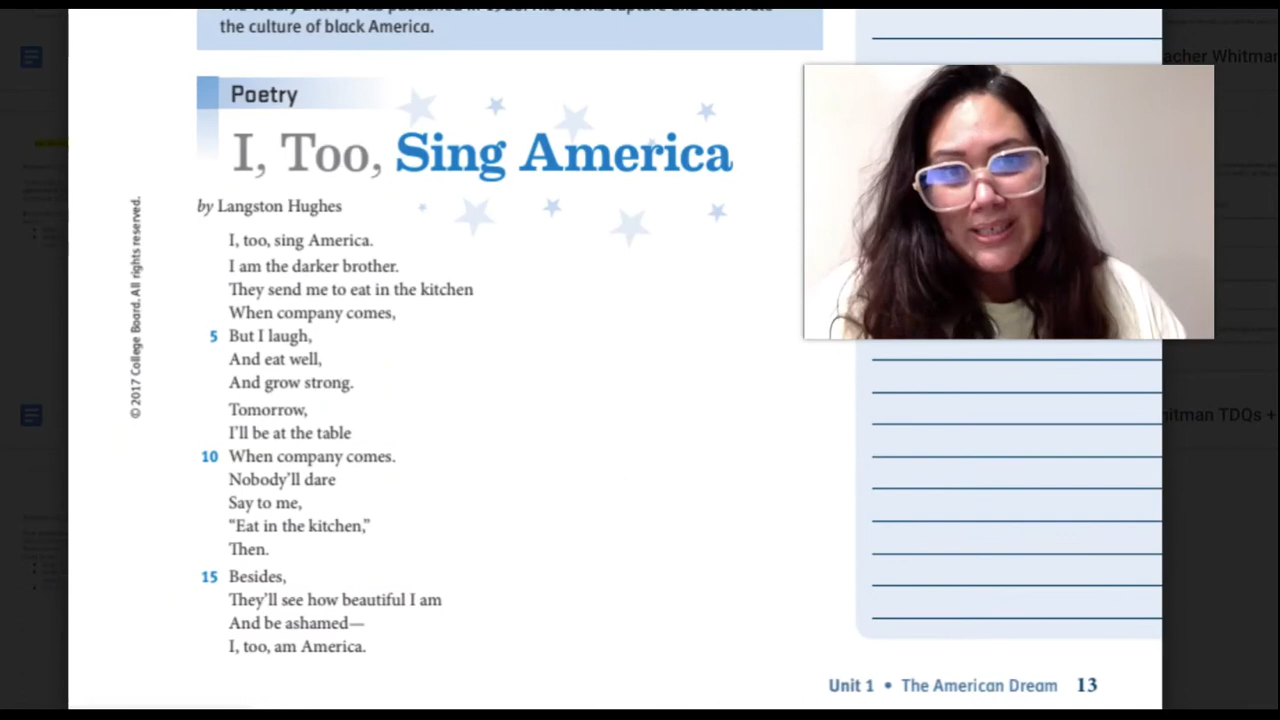 the culture of black America.
Poetry
I, Too, Sing America
by Langston Hughes
I, too, sing America.
I am the darker brother.
They send me to eat in the kitchen
When company comes,
5 But I laugh,
And eat well,
And grow strong.
Tomorrow,
I'll be at the table
10 When company comes.
Nobody'll dare
Say to me,
"Eat in the kitchen,"
Then.
15 Besides,
They'll see how beautiful I am
And be ashamed—
I, too, am America.
© 2017 College Board. All rights reserved.
acher Whitman
itman TDQs +
Unit 1 • The American Dream 13